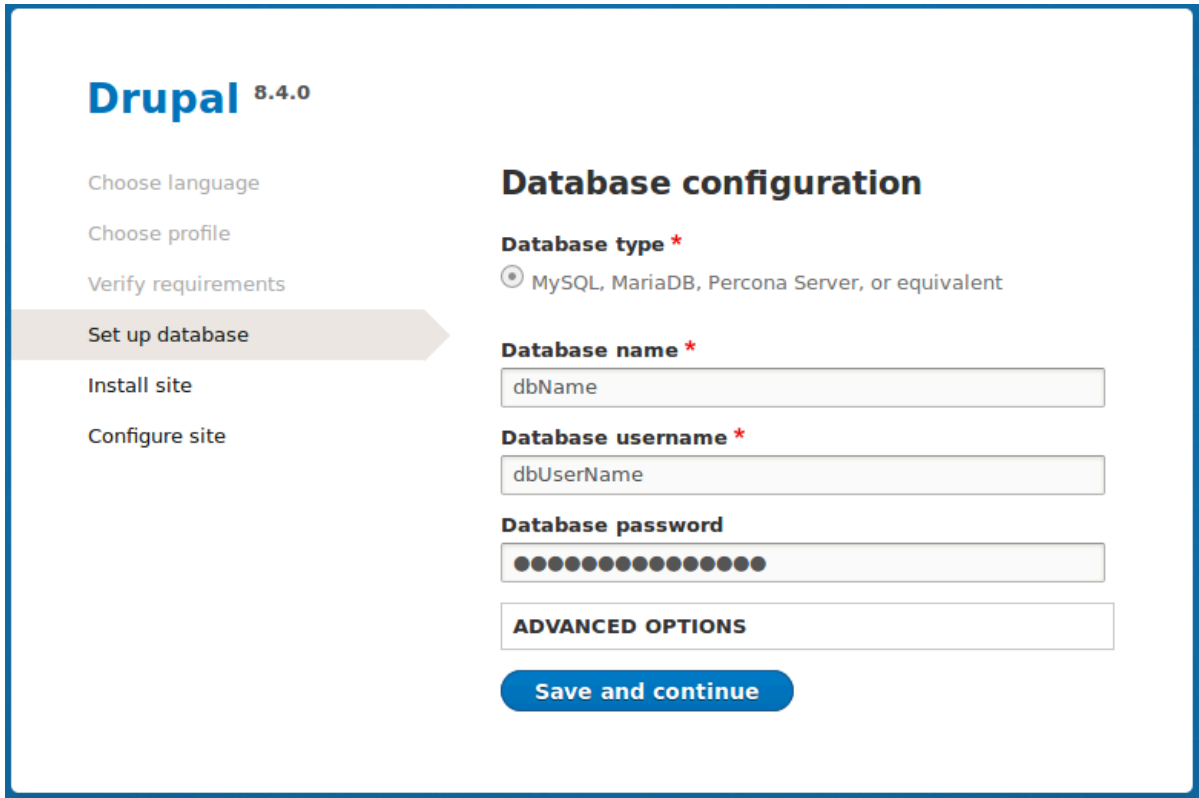 Drupal 8.4.0
Choose language
Choose profile
Verify requirements
Set up database
Install site
Configure site
Database configuration
Database type *
MySQL, MariaDB, Percona Server, or equivalent
Database name *
dbName
Database username *
dbUserName
Database password
●●●●●●●●●●●●●●●
ADVANCED OPTIONS
Save and continue